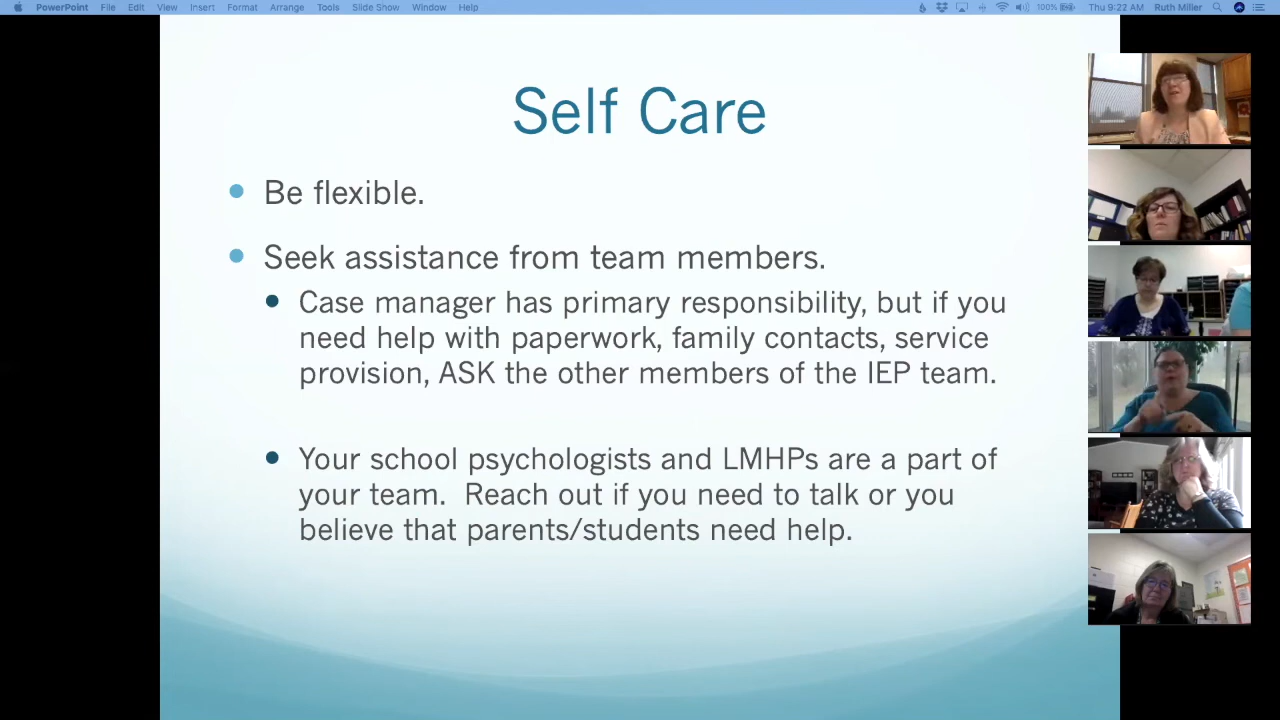 PowerPoint File Edit View Insert Format Arrange Tools Slide Show Window Help 100% Thu 9:22 AM Ruth Miller
Self Care
Be flexible.
Seek assistance from team members.
Case manager has primary responsibility, but if you
need help with paperwork, family contacts, service
provision, ASK the other members of the IEP team.
Your school psychologists and LMHPs are a part of
your team. Reach out if you need to talk or you
believe that parents/students need help.